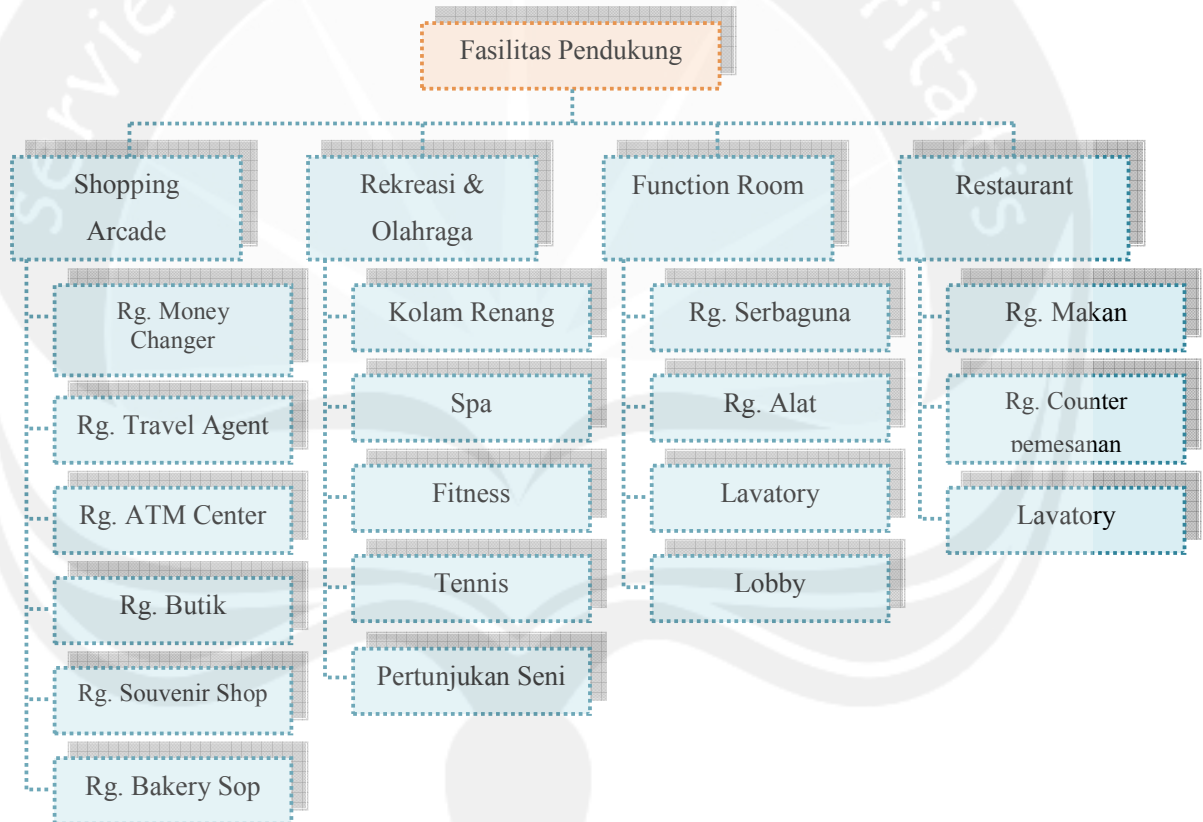 Fasilitas Pendukung
Shopping
Arcade
Rg. Money
Changer
Rg. Travel Agent
Rg. ATM Center
Rg. Butik
Rg. Souvenir Shop
Rg. Bakery Sop
Rekreasi &
Olahraga
Kolam Renang
Spa
Fitness
Tennis
Pertunjukan Seni
Function Room
Rg. Serbaguna
Rg. Alat
Lavatory
Lobby
Restaurant
Rg. Makan
Rg. Counter
pemesanan
Lavatory